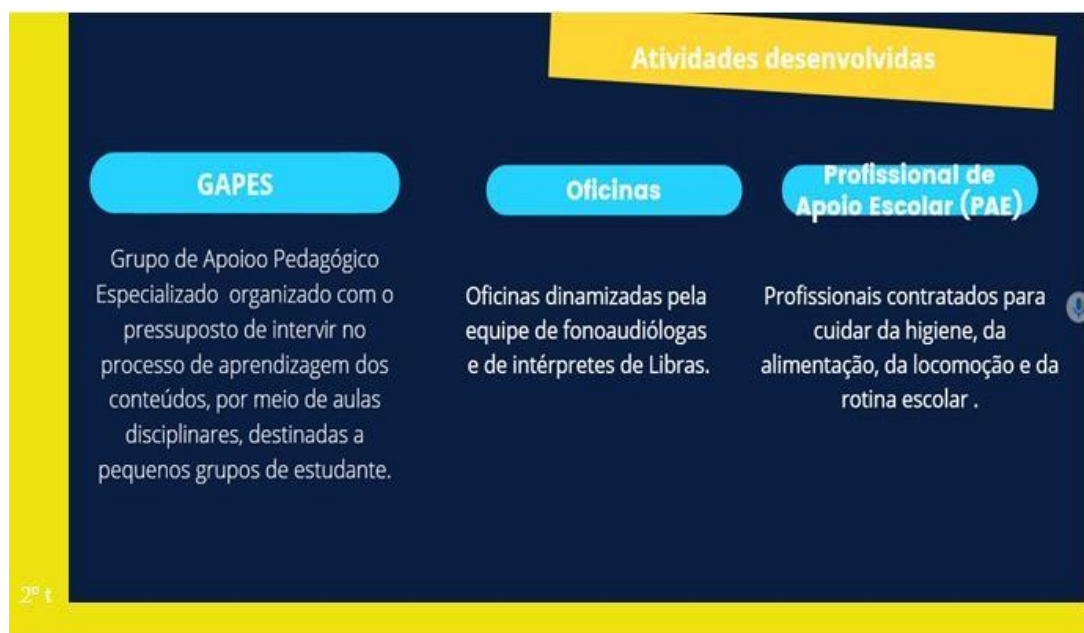 Atividades desenvolvidas
GAPES
Grupo de Apoioo Pedagógico
Especializado organizado com o
pressuposto de intervir no
processo de aprendizagem dos
conteúdos, por meio de aulas
disciplinares, destinadas a
pequenos grupos de estudante.
Oficinas
Oficinas dinamizadas pela
equipe de fonoaudiólogas
e de intérpretes de Libras.
Profissional de
Apoio Escolar (PAE)
Profissionais contratados para
cuidar da higiene, da
alimentação, da locomoção e da
rotina escolar .
2º t